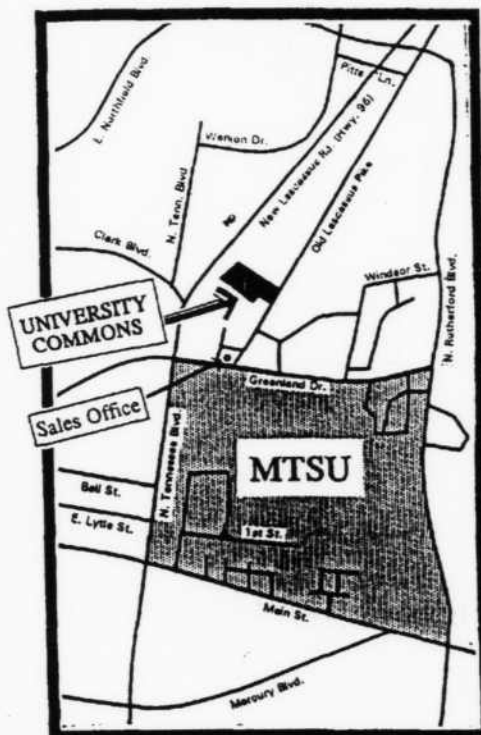 Pitts Ln.
E. Northfield Blvd.
Wenlon Dr.
N. Tenn. Blvd
New Lascassas Rd. (Hwy. 96)
Old Lascassas Pike
Clark Blvd.
Windsor St.
UNIVERSITY
COMMONS
N. Rutherford Blvd.
Greenland Dr.
Sales Office
N. Tennessee Blvd.
MTSU
Bell St.
E. Lytle St.
1st St.
Main St.
Mercury Blvd.